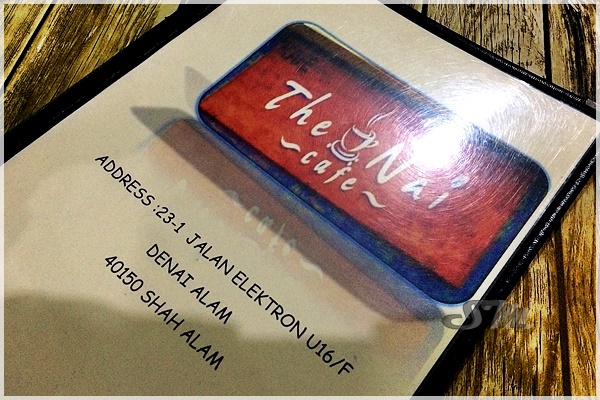 The Nai
~cafe~
ADDRESS :23-1 JALAN ELEKTRON U16/F
DENAI ALAM
40150 SHAH ALAM